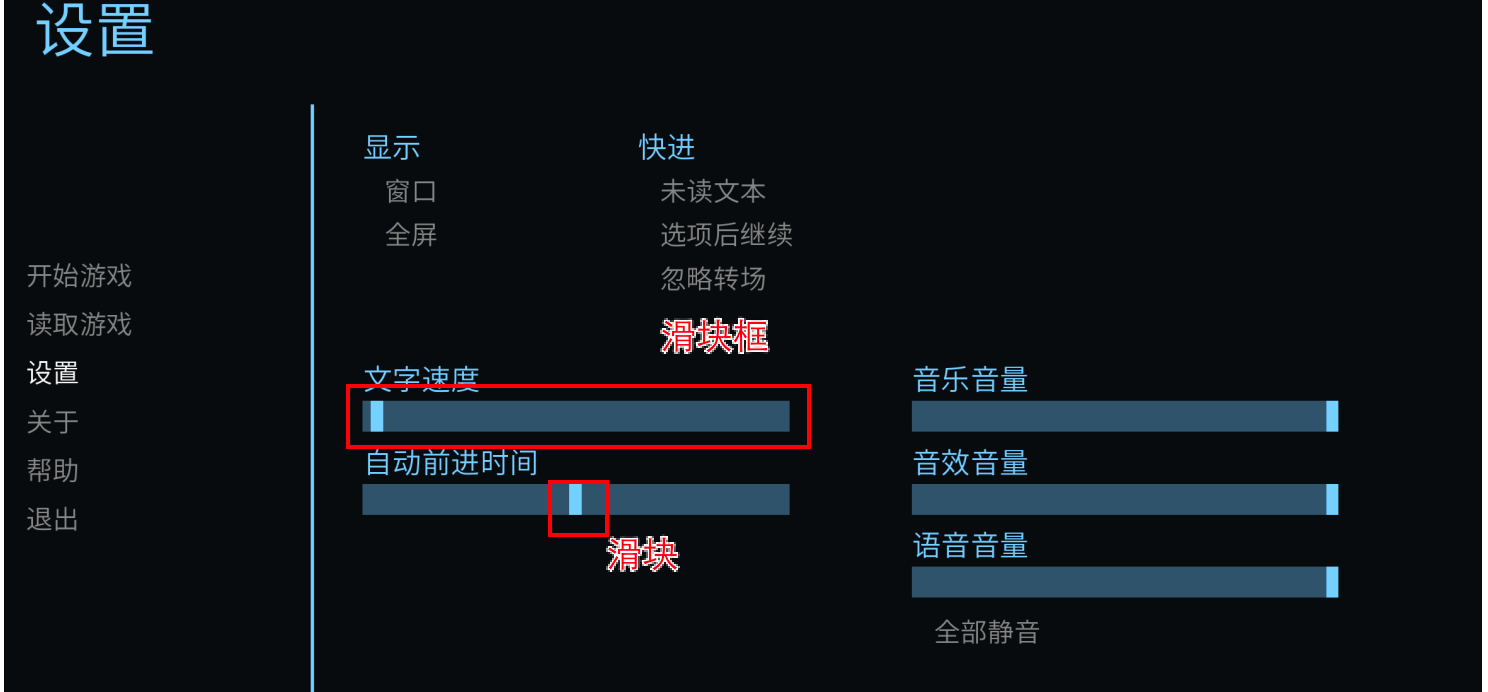 设置
开始游戏
读取游戏
设置
关于
帮助
退出
显示
窗口
全屏
快进
未读文本
选项后继续
忽略转场
滑块框
文字速度
自动前进时间
滑块
音乐音量
音效音量
语音音量
全部静音